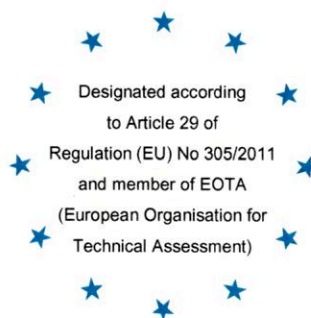 Designated according
to Article 29 of
Regulation (EU) No 305/2011
and member of EOTA
(European Organisation for
Technical Assessment)